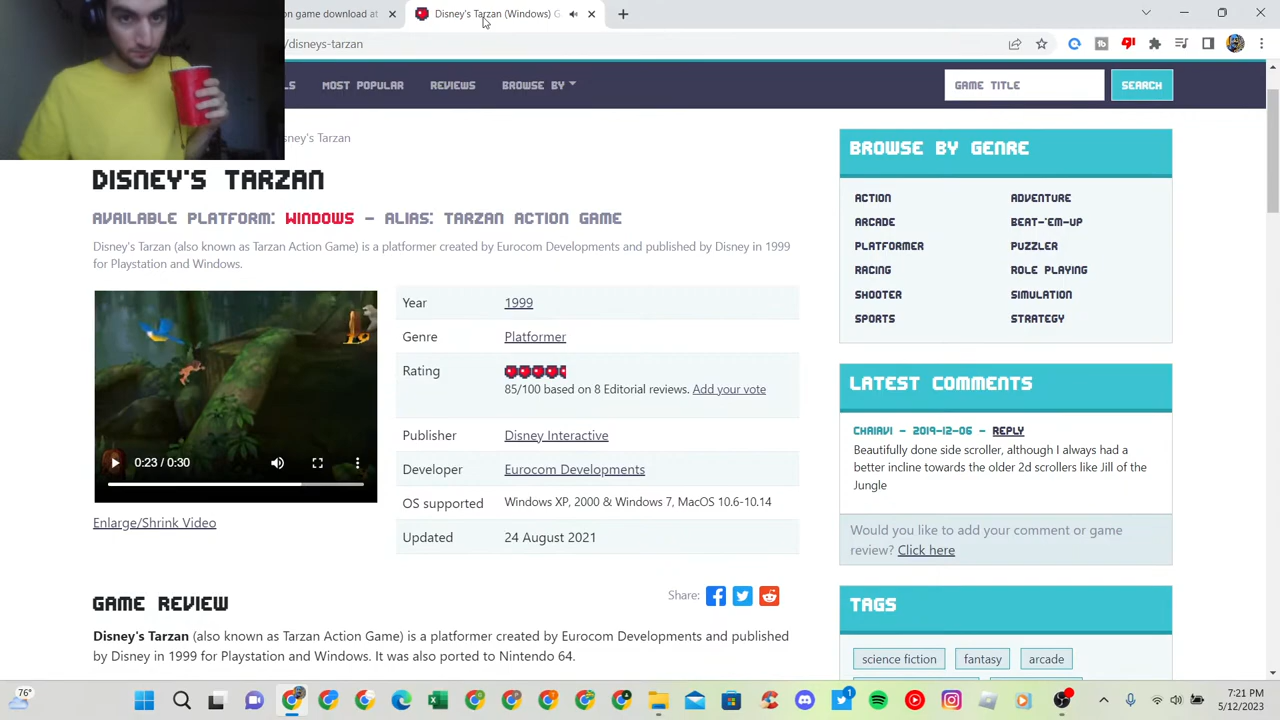 on game download at
Disney's Tarzan (Windows) G
/disneys-tarzan
LS
MOST POPULAR
REVIEWS
BROWSE BY
GAME TITLE
SEARCH
sney's Tarzan
DISNEY'S TARZAN
AVAILABLE PLATFORM: WINDOWS - ALIAS: TARZAN ACTION GAME
Disney's Tarzan (also known as Tarzan Action Game) is a platformer created by Eurocom Developments and published by Disney in 1999
for Playstation and Windows.
0:23 / 0:30
Enlarge/Shrink Video
Year 1999
Genre Platformer
Rating
85/100 based on 8 Editorial reviews. Add your vote
Publisher Disney Interactive
Developer Eurocom Developments
OS supported Windows XP, 2000 & Windows 7, MacOS 10.6-10.14
Updated 24 August 2021
GAME REVIEW
Share:
Disney's Tarzan (also known as Tarzan Action Game) is a platformer created by Eurocom Developments and published
by Disney in 1999 for Playstation and Windows. It was also ported to Nintendo 64.
BROWSE BY GENRE
ACTION ADVENTURE
ARCADE BEAT-'EM-UP
PLATFORMER PUZZLER
RACING ROLE PLAYING
SHOOTER SIMULATION
SPORTS STRATEGY
LATEST COMMENTS
CHAIAVI - 2019-12-06 - REPLY
Beautifully done side scroller, although I always had a
better incline towards the older 2d scrollers like Jill of the
Jungle
Would you like to add your comment or game
review? Click here
TAGS
science fiction
fantasy
arcade
76°
1
7:21 PM
5/12/2023